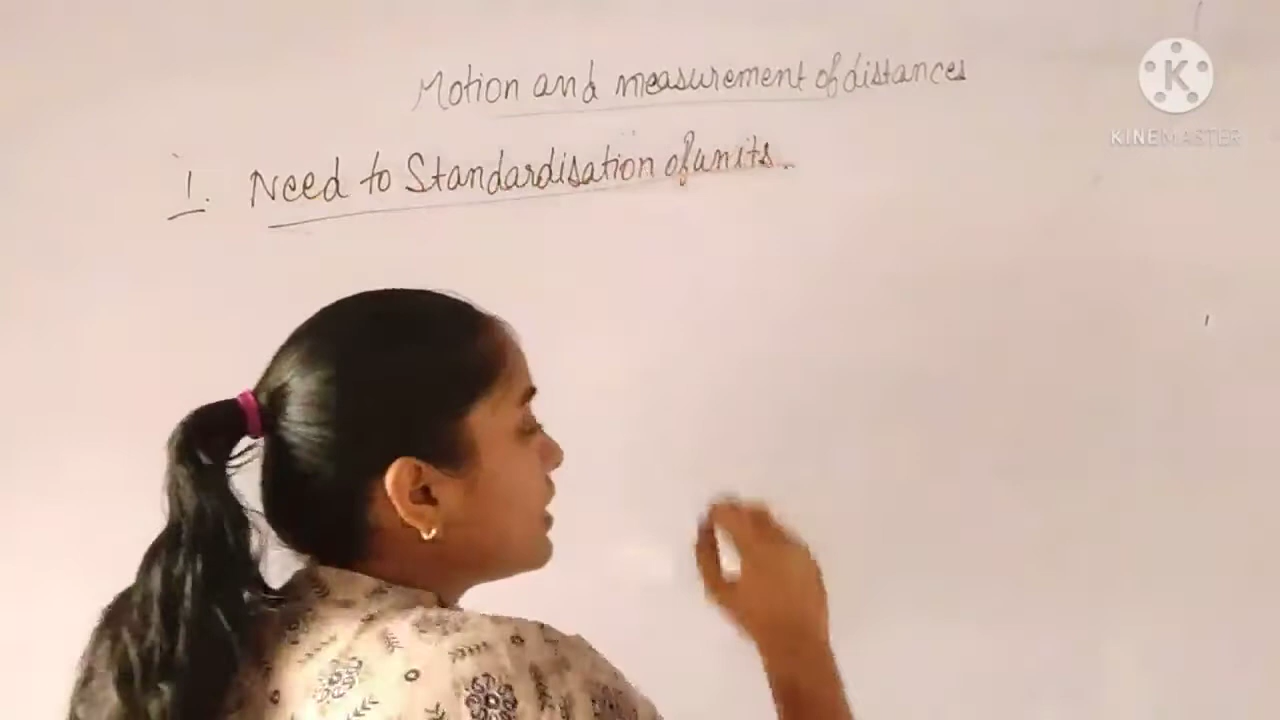 Motion and measurement of distances
1. Need to Standardisation of units.
K
KINEMASTER